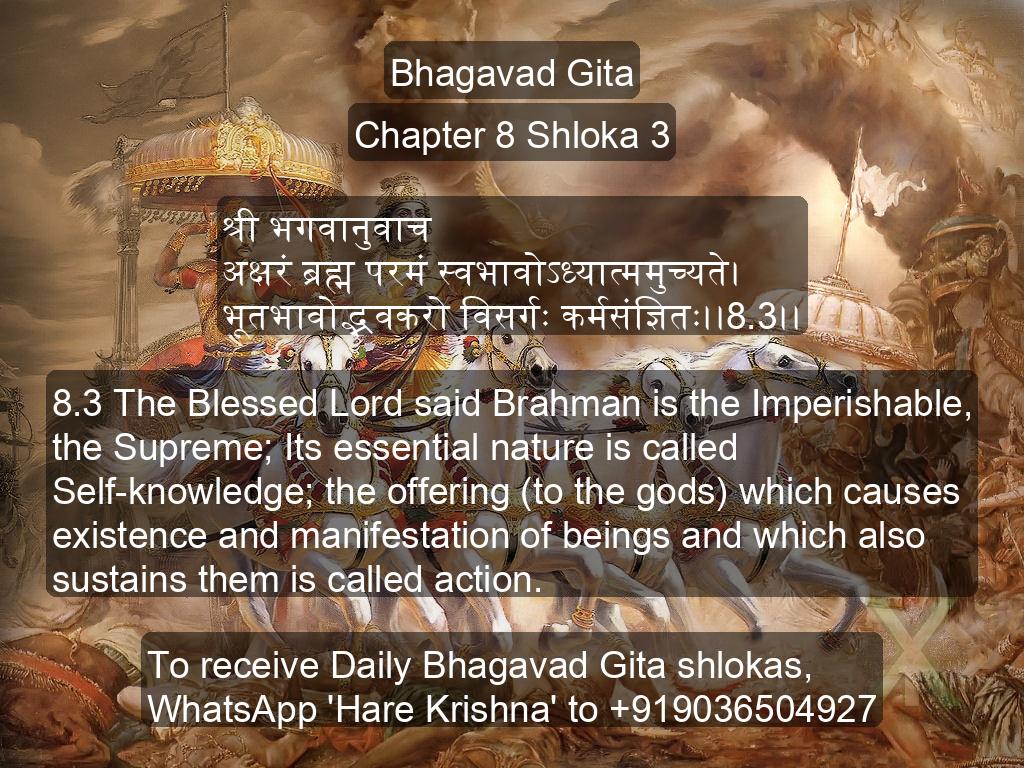 Bhagavad Gita
Chapter 8 Shloka 3
श्री भगवानुवाच
अक्षरं ब्रह्म परमं स्वभावोऽध्यात्ममुच्यते।
भूतभावोद्भवकरो विसर्गः कर्मसंज्ञितः।।8.3।।
8.3 The Blessed Lord said Brahman is the Imperishable,
the Supreme; Its essential nature is called
Self-knowledge; the offering (to the gods) which causes
existence and manifestation of beings and which also
sustains them is called action.
To receive Daily Bhagavad Gita shlokas,
WhatsApp 'Hare Krishna' to +919036504927